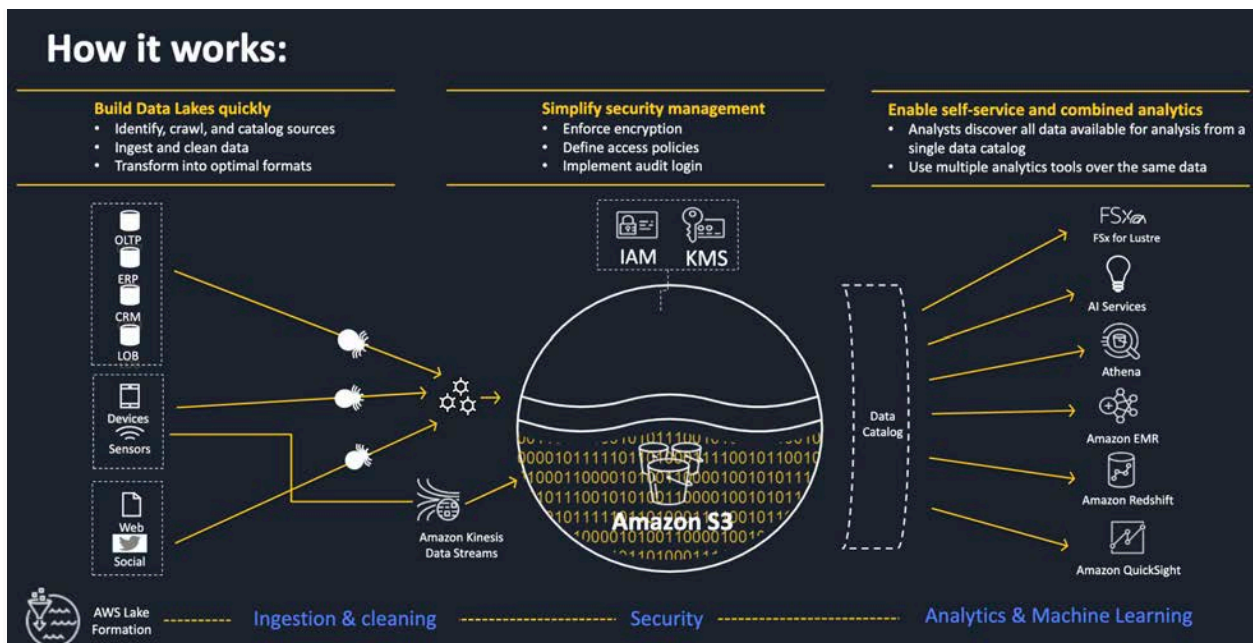 How it works:
Build Data Lakes quickly
• Identify, crawl, and catalog sources
• Ingest and clean data
• Transform into optimal formats
Simplify security management
• Enforce encryption
• Define access policies
• Implement audit login
Enable self-service and combined analytics
• Analysts discover all data available for analysis from a
single data catalog
• Use multiple analytics tools over the same data
OLTP
ERP
CRM
LOB
Devices
Sensors
Web
Social
Amazon Kinesis
Data Streams
IAM
KMS
Amazon S3
Data
Catalog
FSx
FSx for Lustre
AI Services
Athena
Amazon EMR
Amazon Redshift
Amazon QuickSight
AWS Lake
Formation
Ingestion & cleaning
Security
Analytics & Machine Learning